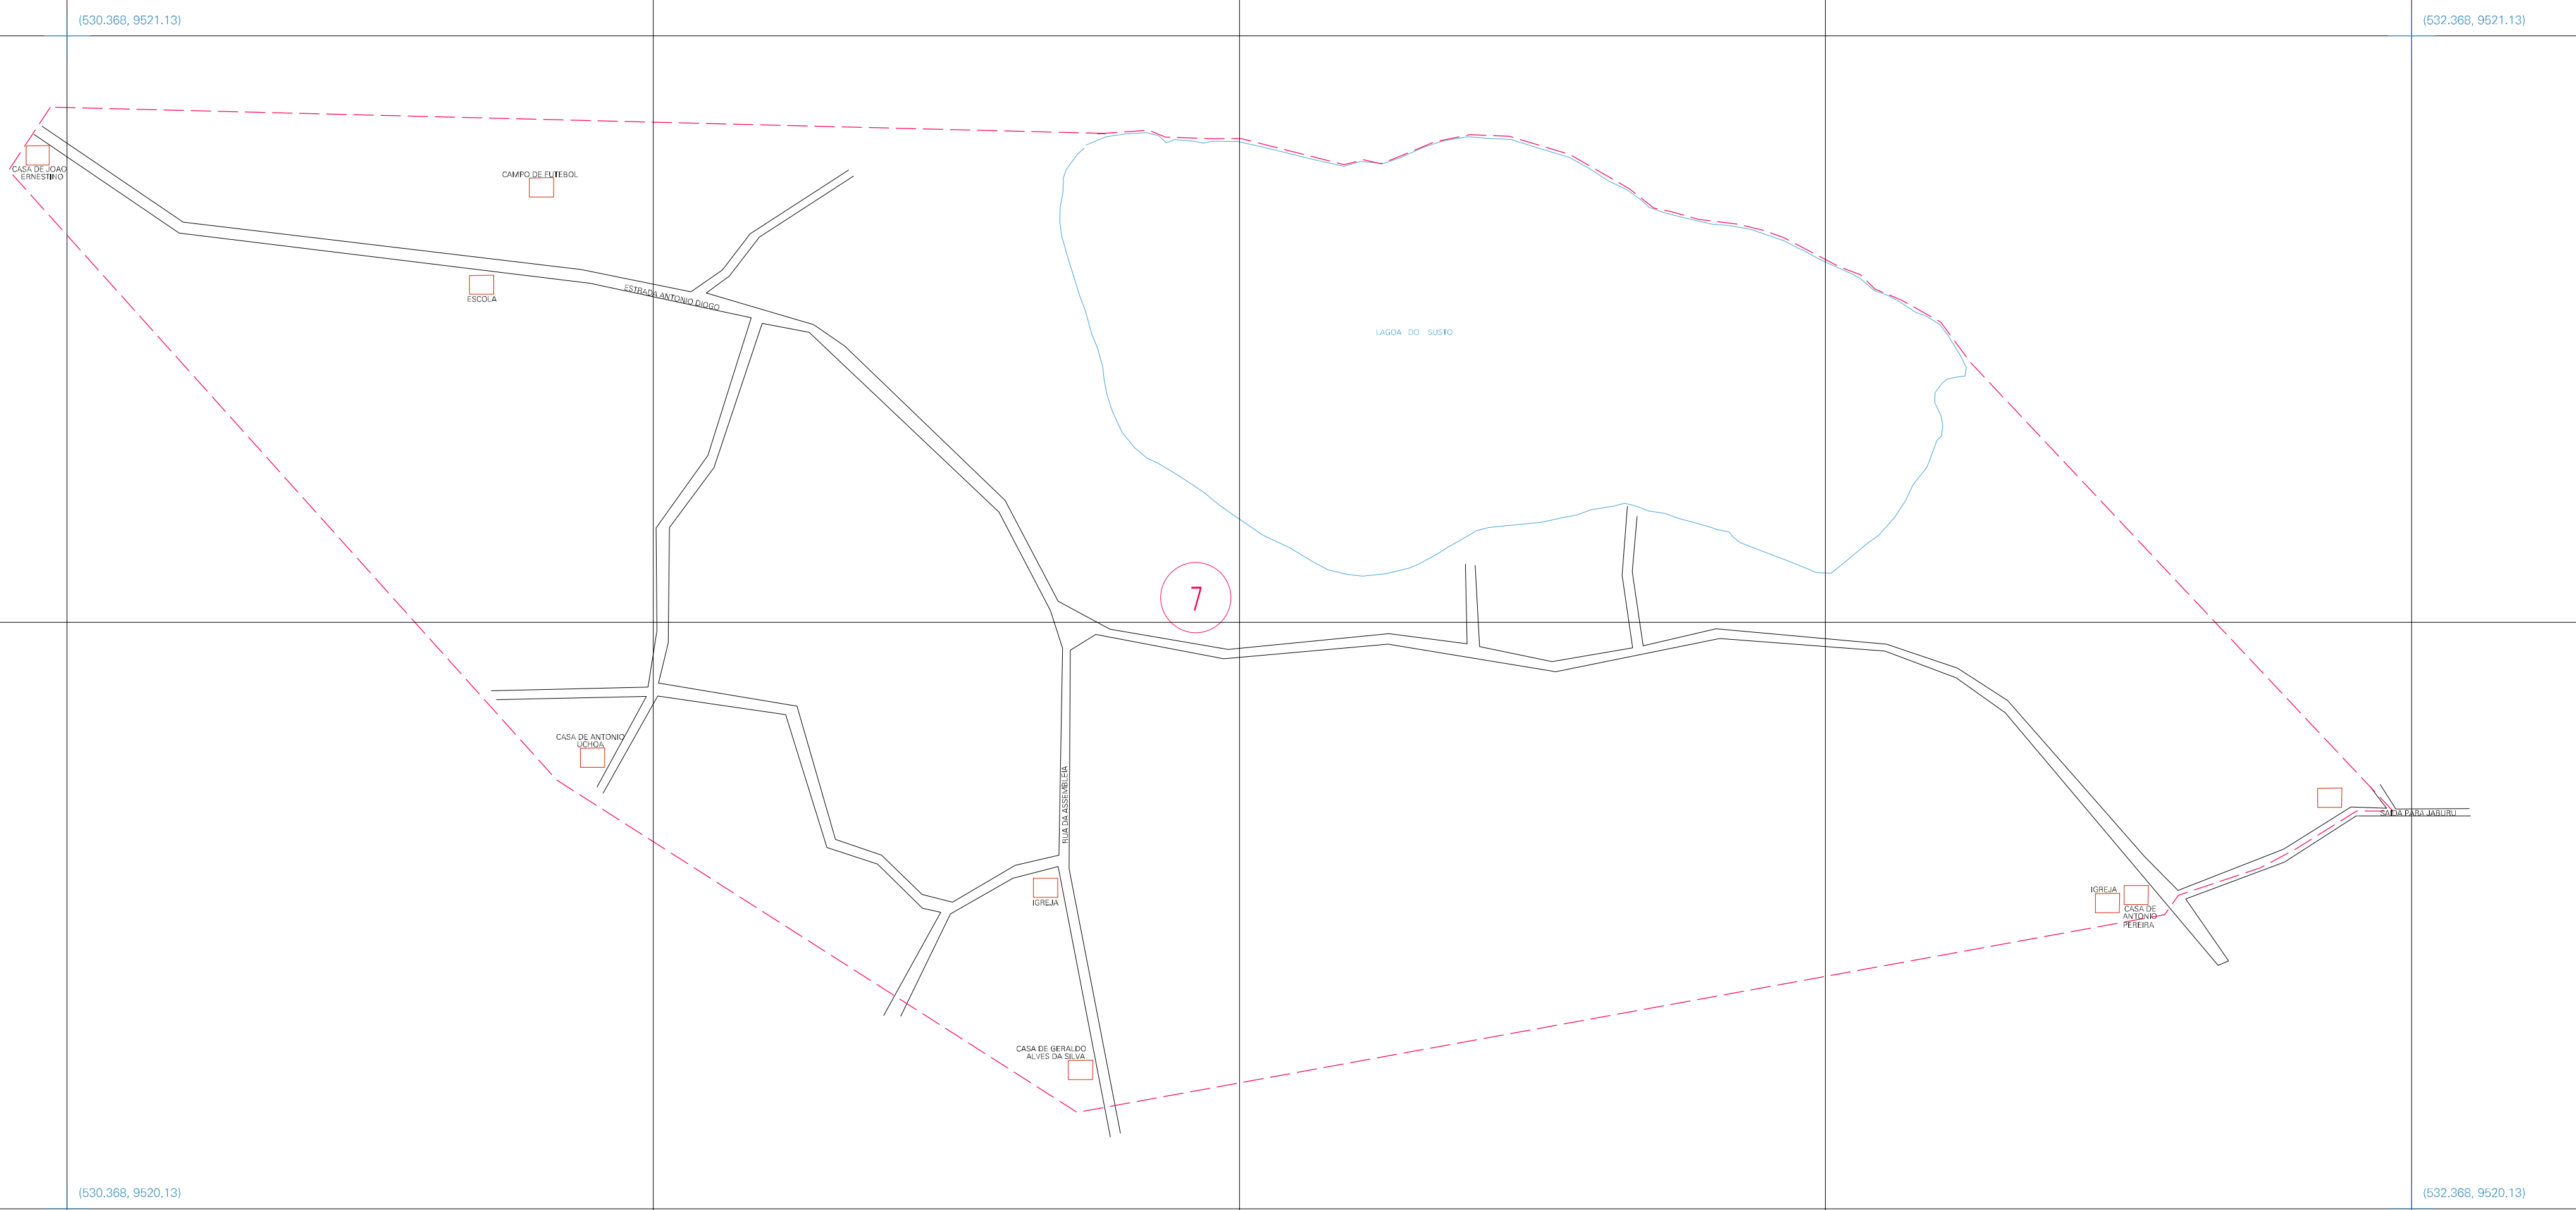 (530.368, 9521.13)
(532.368, 9521.13)
CASA DE JOAO
ERNESTINO
CAMPO DE FUTEBOL
ESCOLA
ESTRADA ANTONIO DIOGO
LAGOA DO SUSTO
7
CASA DE ANTONIO
UCHOA
RUA DA ASSEMBLEIA
SAIDA PARA JABURU
IGREJA
IGREJA
CASA DE
ANTONIO
PEREIRA
CASA DE GERALDO
ALVES DA SILVA
(530.368, 9520.13)
(532.368, 9520.13)